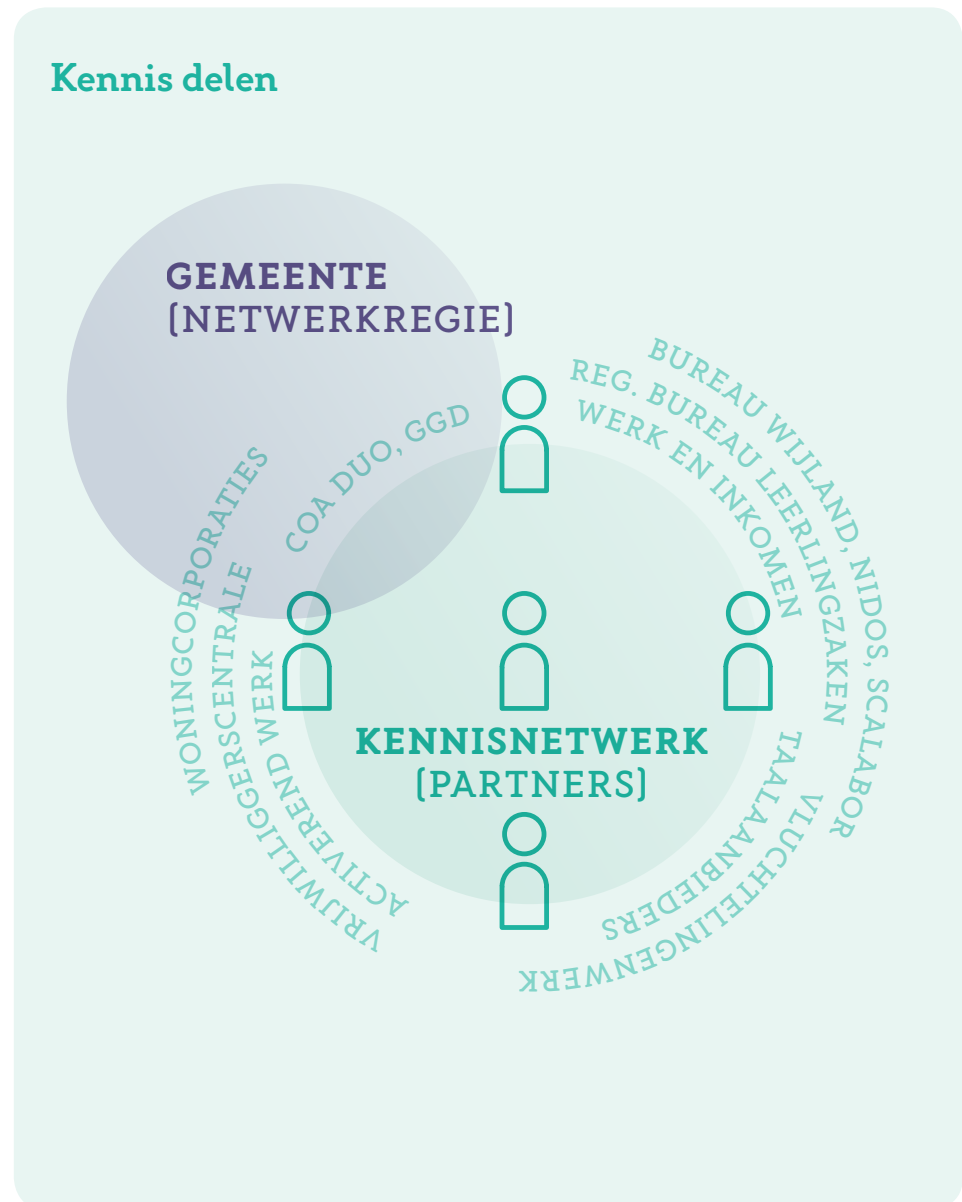 Kennis delen
GEMEENTE
(NETWERKREGIE)
COA DUO, GGD
BUREAU WIJLAND, NIDOS, SCALABOR
REG. BUREAU LEERLINGZAKEN
WERK EN INKOMEN
WONINGCORPORATIES
VRIJWILLIGGERSCENTRALE
ACTIVEREND WERK
KENNISNETWERK
(PARTNERS)
TAALAANBIEDERS
VLUCHTELINGENWERK